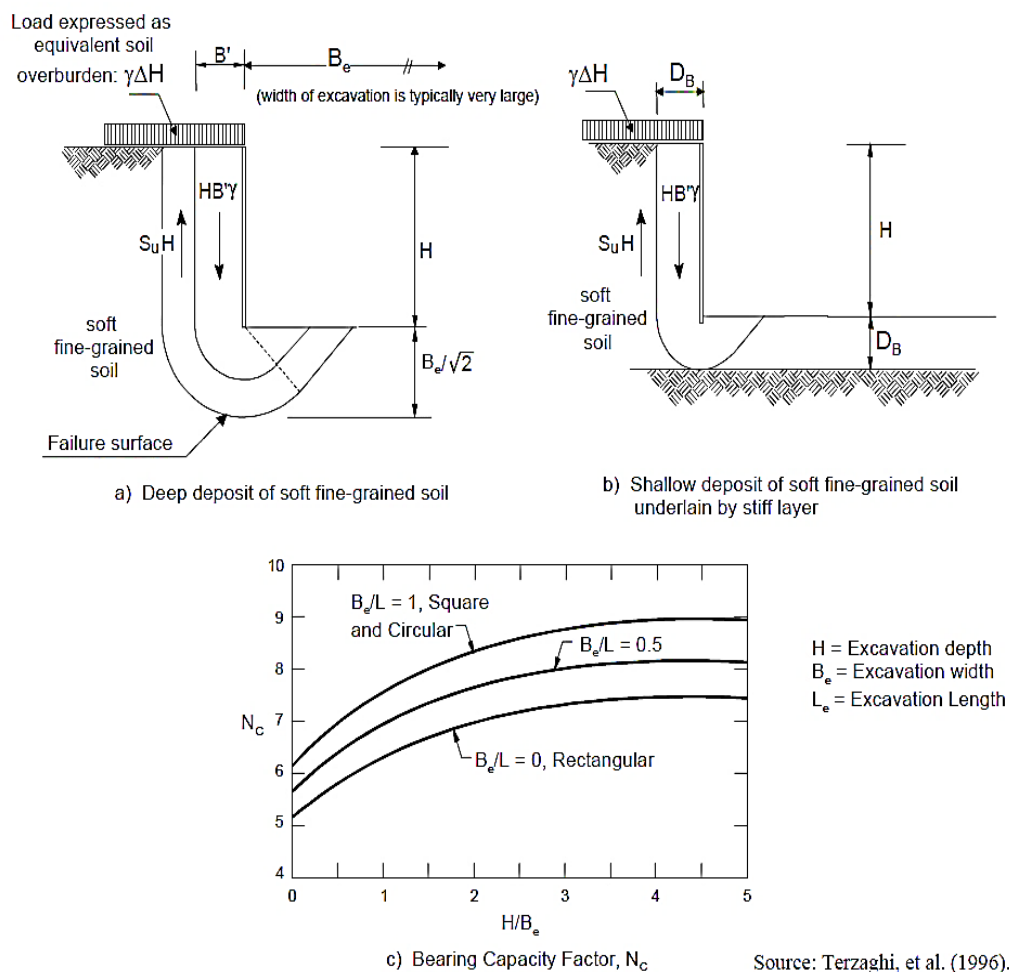 Load expressed as
equivalent soil
overburden: γΔH
B'
Bₑ
(width of excavation is typically very large)
HB'γ
SᵤH
H
soft
fine-grained
soil
Bₑ/√2
Failure surface
a) Deep deposit of soft fine-grained soil
γΔH
D_B
HB'γ
SᵤH
H
soft
fine-grained
soil
D_B
b) Shallow deposit of soft fine-grained soil
underlain by stiff layer
10
9
8
7
6
5
4
N_C
Bₑ/L = 1, Square
and Circular
Bₑ/L = 0.5
Bₑ/L = 0, Rectangular
0
1
2
3
4
5
H/Bₑ
H = Excavation depth
Bₑ = Excavation width
Lₑ = Excavation Length
c) Bearing Capacity Factor, N_C
Source: Terzaghi, et al. (1996).